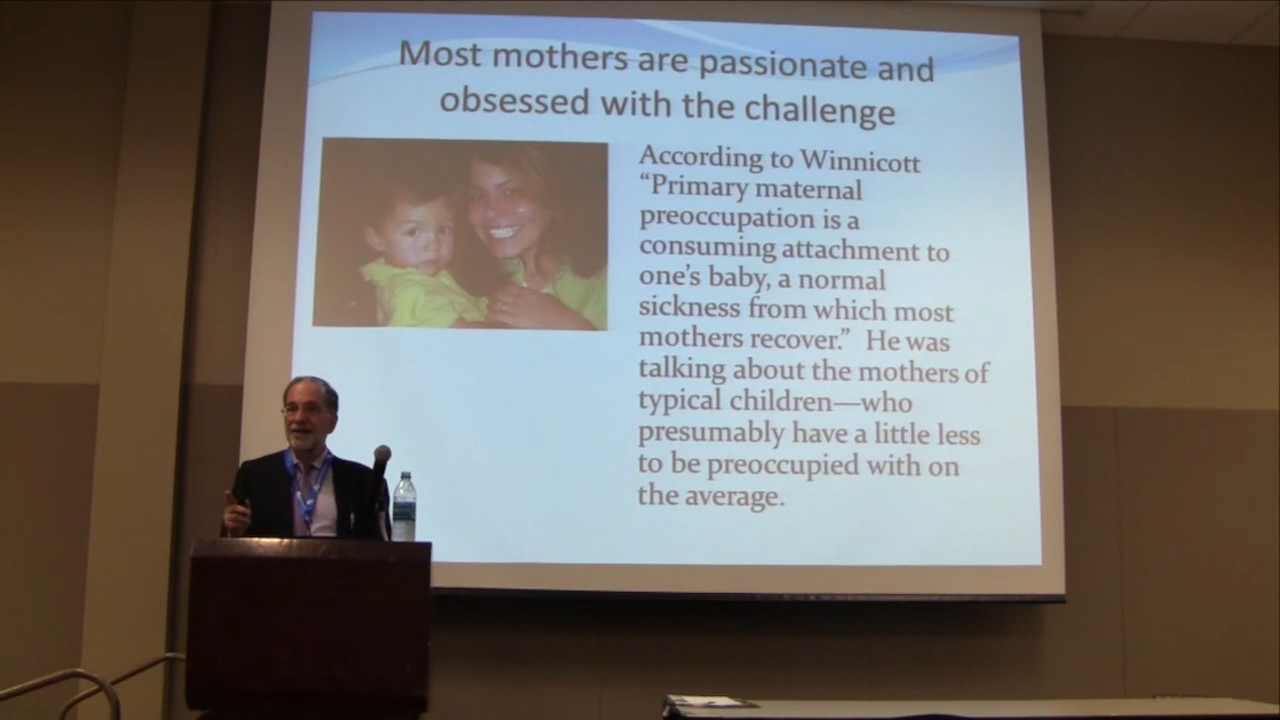 Most mothers are passionate and
obsessed with the challenge
According to Winnicott
“Primary maternal
preoccupation is a
consuming attachment to
one’s baby, a normal
sickness from which most
mothers recover.”  He was
talking about the mothers of
typical children—who
presumably have a little less
to be preoccupied with on
the average.